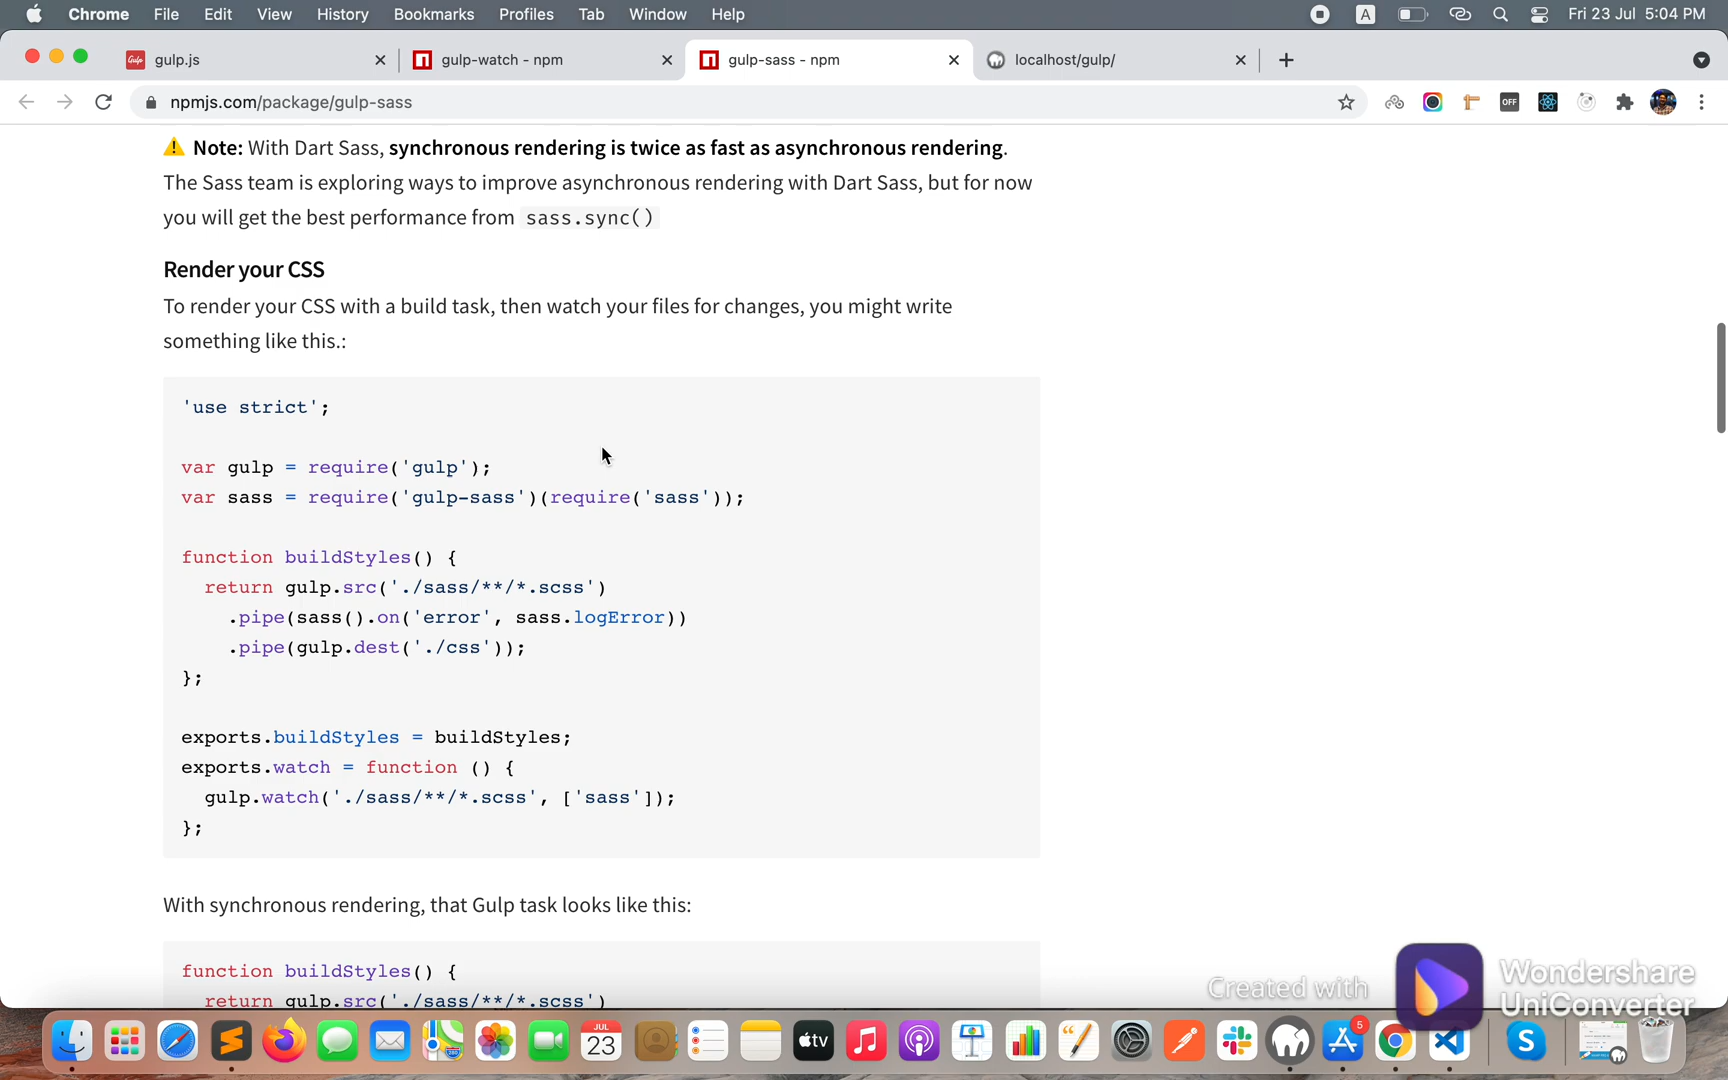 Chrome File Edit View History Bookmarks Profiles Tab Window Help A Fri 23 Jul 5:04 PM
Gulp gulp.js gulp-watch - npm gulp-sass - npm localhost/gulp/
npmjs.com/package/gulp-sass OFF
Note: With Dart Sass, synchronous rendering is twice as fast as asynchronous rendering.
The Sass team is exploring ways to improve asynchronous rendering with Dart Sass, but for now
you will get the best performance from sass.sync()
Render your CSS
To render your CSS with a build task, then watch your files for changes, you might write
something like this.:
'use strict';
var gulp = require('gulp');
var sass = require('gulp-sass')(require('sass'));
function buildStyles() {
return gulp.src('./sass/**/*.scss')
.pipe(sass().on('error', sass.logError))
.pipe(gulp.dest('./css'));
};
exports.buildStyles = buildStyles;
exports.watch = function () {
gulp.watch('./sass/**/*.scss', ['sass']);
};
With synchronous rendering, that Gulp task looks like this:
function buildStyles() {
return gulp.src('./sass/**/*.scss')
Created with Wondershare
UniConverter
JUL
23
tv
5
S